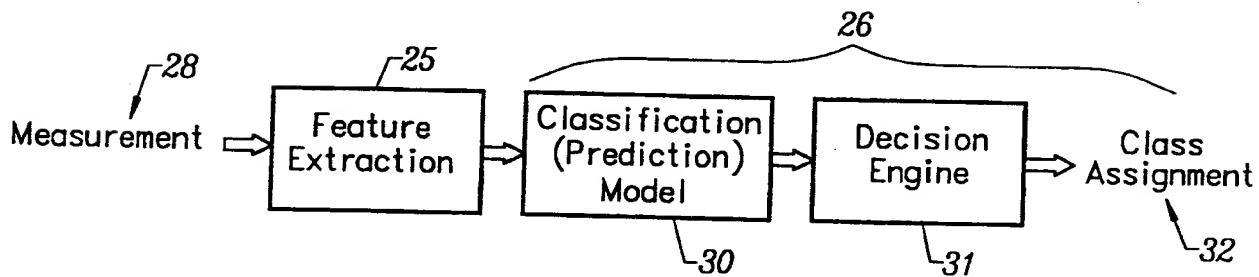 26
28
25
Measurement
Feature
Extraction
Classification
(Prediction)
Model
Decision
Engine
Class
Assignment
30
31
32